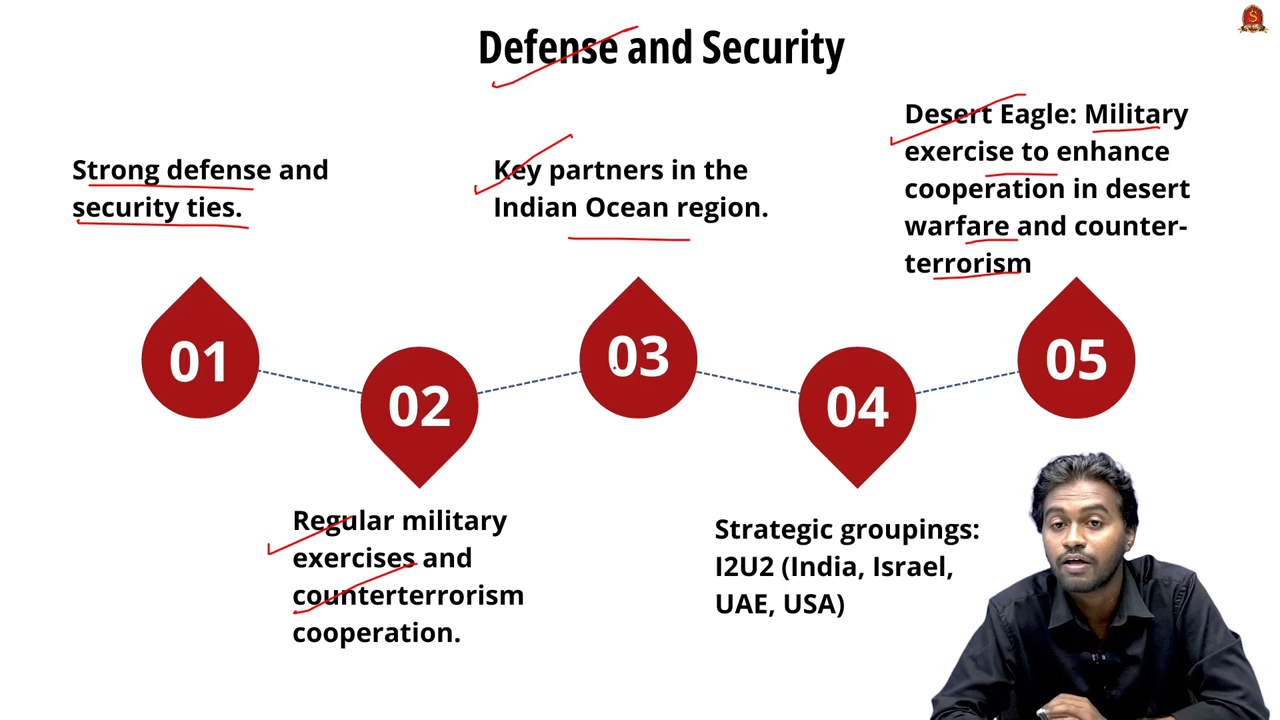 Defense and Security
Strong defense and
security ties.
01
Regular military
exercises and
counterterrorism
cooperation.
02
Key partners in the
Indian Ocean region.
03
Strategic groupings:
I2U2 (India, Israel,
UAE, USA)
04
Desert Eagle: Military
exercise to enhance
cooperation in desert
warfare and counter-
terrorism
05